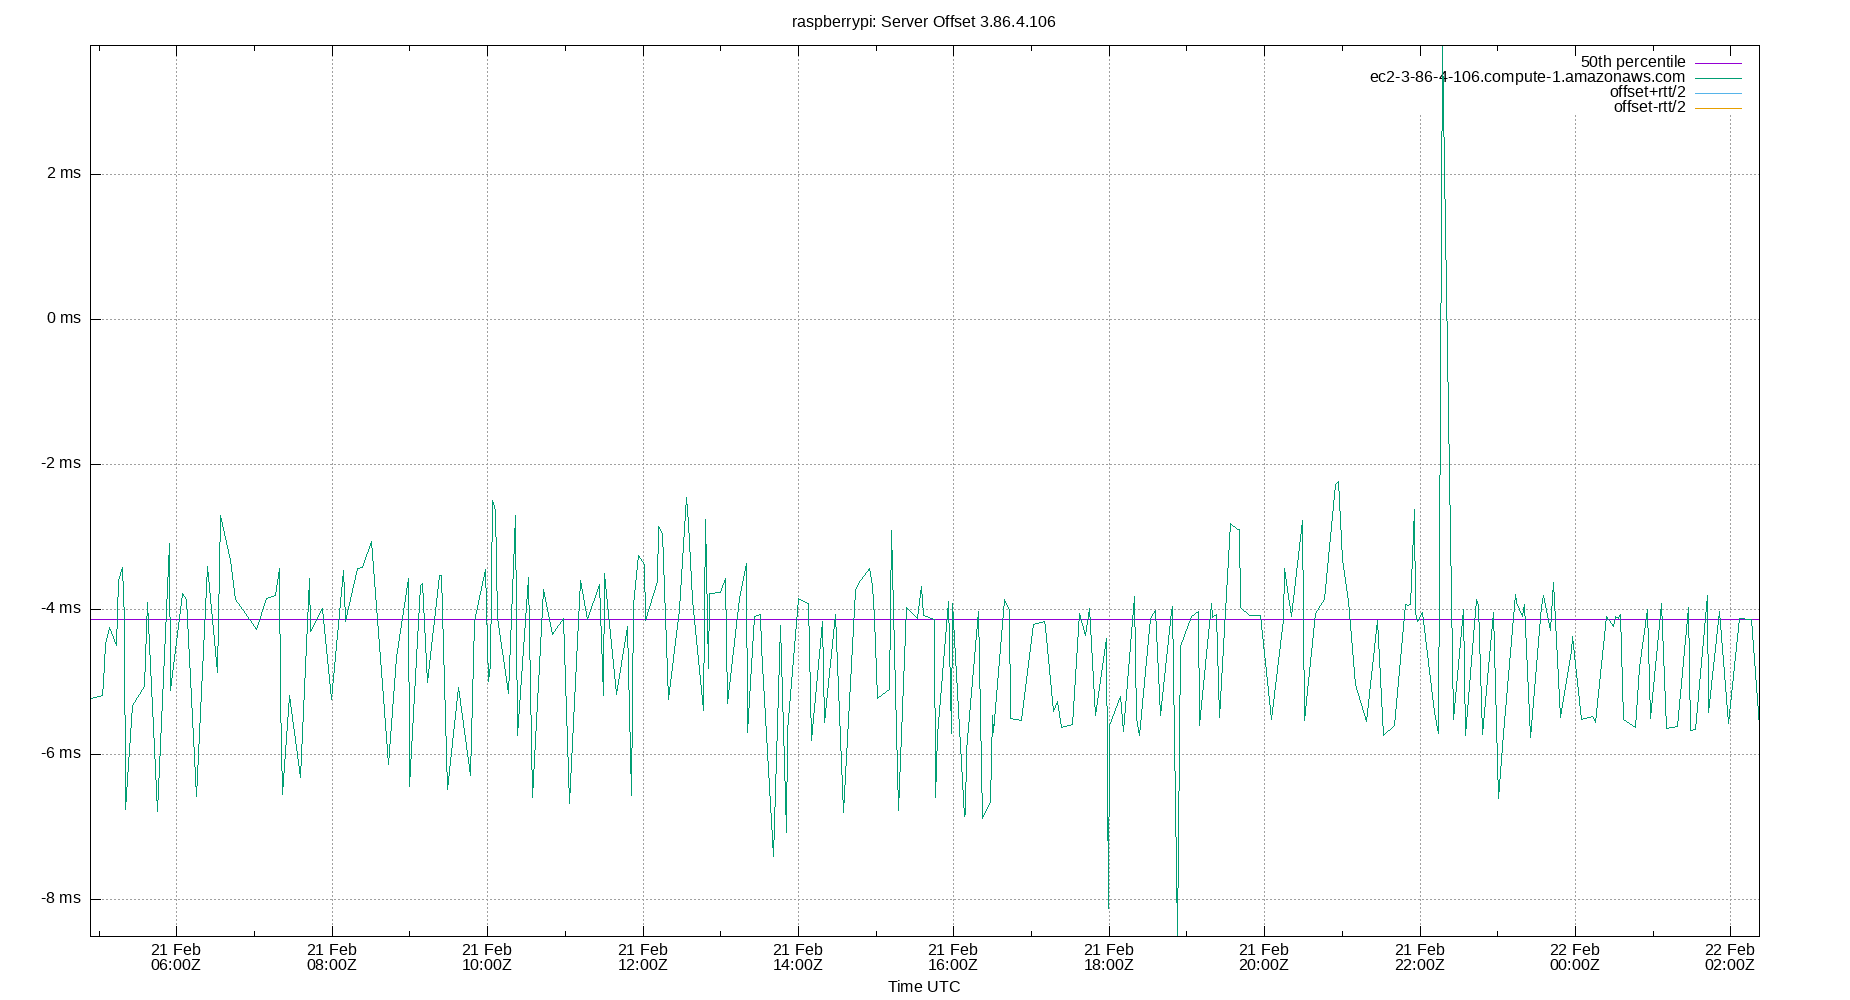 raspberrypi: Server Offset 3.86.4.106
50th percentile
ec2-3-86-4-106.compute-1.amazonaws.com
offset+rtt/2
offset-rtt/2
2 ms
0 ms
-2 ms
-4 ms
-6 ms
-8 ms
21 Feb 21 Feb 21 Feb 21 Feb 21 Feb 21 Feb 21 Feb 21 Feb 21 Feb 22 Feb 22 Feb
06:00Z 08:00Z 10:00Z 12:00Z 14:00Z 16:00Z 18:00Z 20:00Z 22:00Z 00:00Z 02:00Z
Time UTC